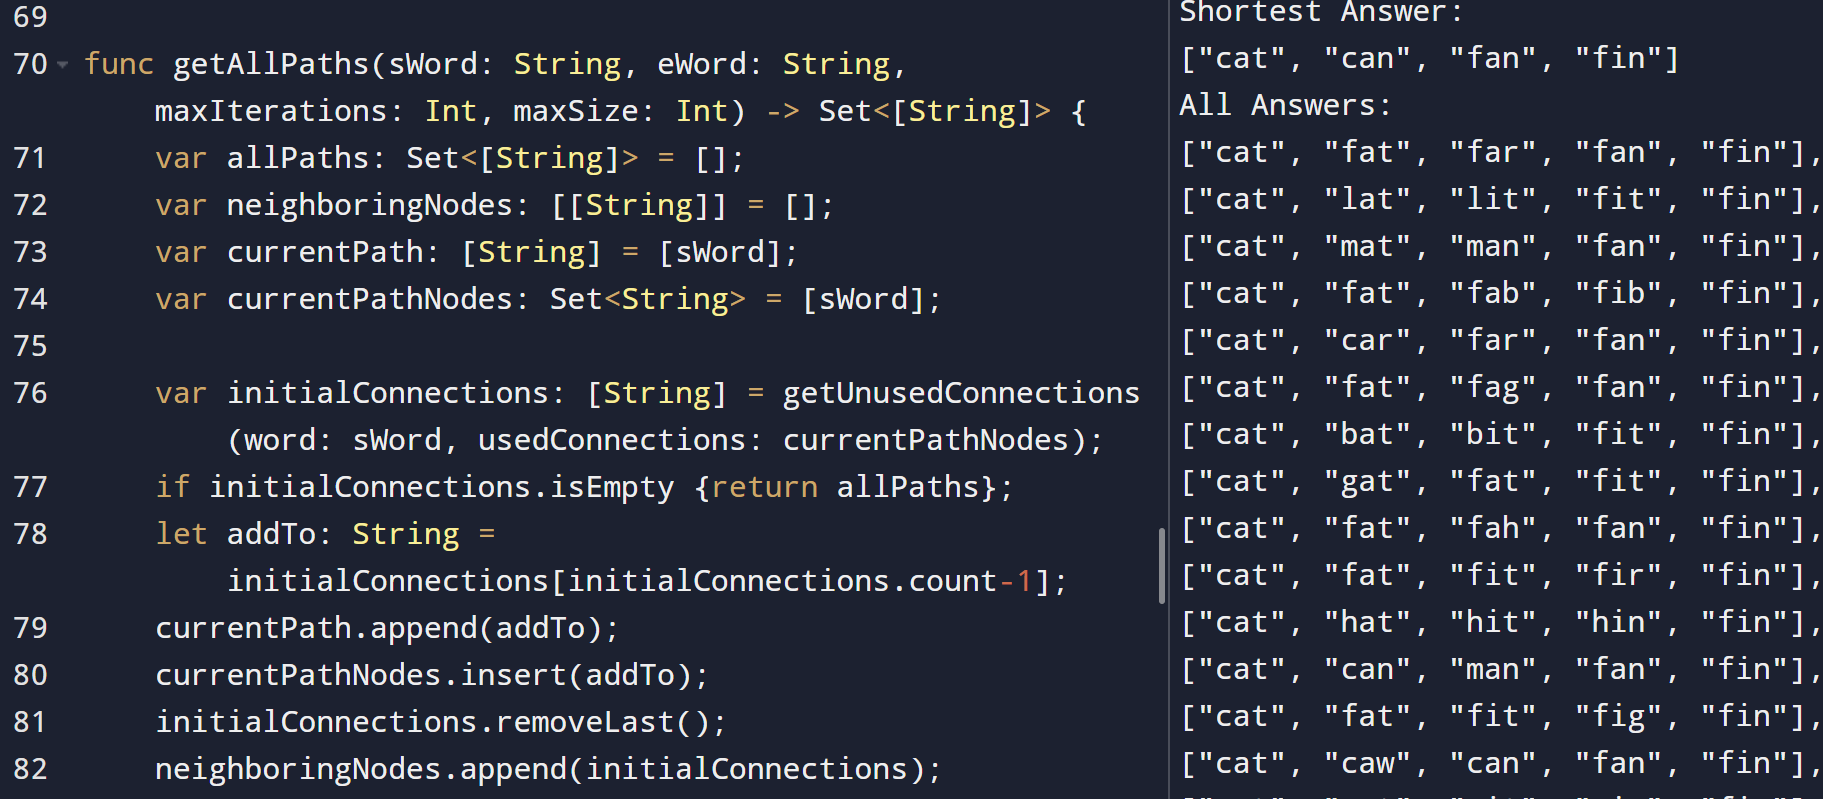 69
70 func getAllPaths(sWord: String, eWord: String,
maxIterations: Int, maxSize: Int) -> Set<[String]> {
71 var allPaths: Set<[String]> = [];
72 var neighboringNodes: [[String]] = [];
73 var currentPath: [String] = [sWord];
74 var currentPathNodes: Set<String> = [sWord];
75
76 var initialConnections: [String] = getUnusedConnections
(word: sWord, usedConnections: currentPathNodes);
77 if initialConnections.isEmpty {return allPaths};
78 let addTo: String =
initialConnections[initialConnections.count-1];
79 currentPath.append(addTo);
80 currentPathNodes.insert(addTo);
81 initialConnections.removeLast();
82 neighboringNodes.append(initialConnections);
Shortest Answer:
["cat", "can", "fan", "fin"]
All Answers:
["cat", "fat", "far", "fan", "fin"],
["cat", "lat", "lit", "fit", "fin"],
["cat", "mat", "man", "fan", "fin"],
["cat", "fat", "fab", "fib", "fin"],
["cat", "car", "far", "fan", "fin"],
["cat", "fat", "fag", "fan", "fin"],
["cat", "bat", "bit", "fit", "fin"],
["cat", "gat", "fat", "fit", "fin"],
["cat", "fat", "fah", "fan", "fin"],
["cat", "fat", "fit", "fir", "fin"],
["cat", "hat", "hit", "hin", "fin"],
["cat", "can", "man", "fan", "fin"],
["cat", "fat", "fit", "fig", "fin"],
["cat", "caw", "can", "fan", "fin"],